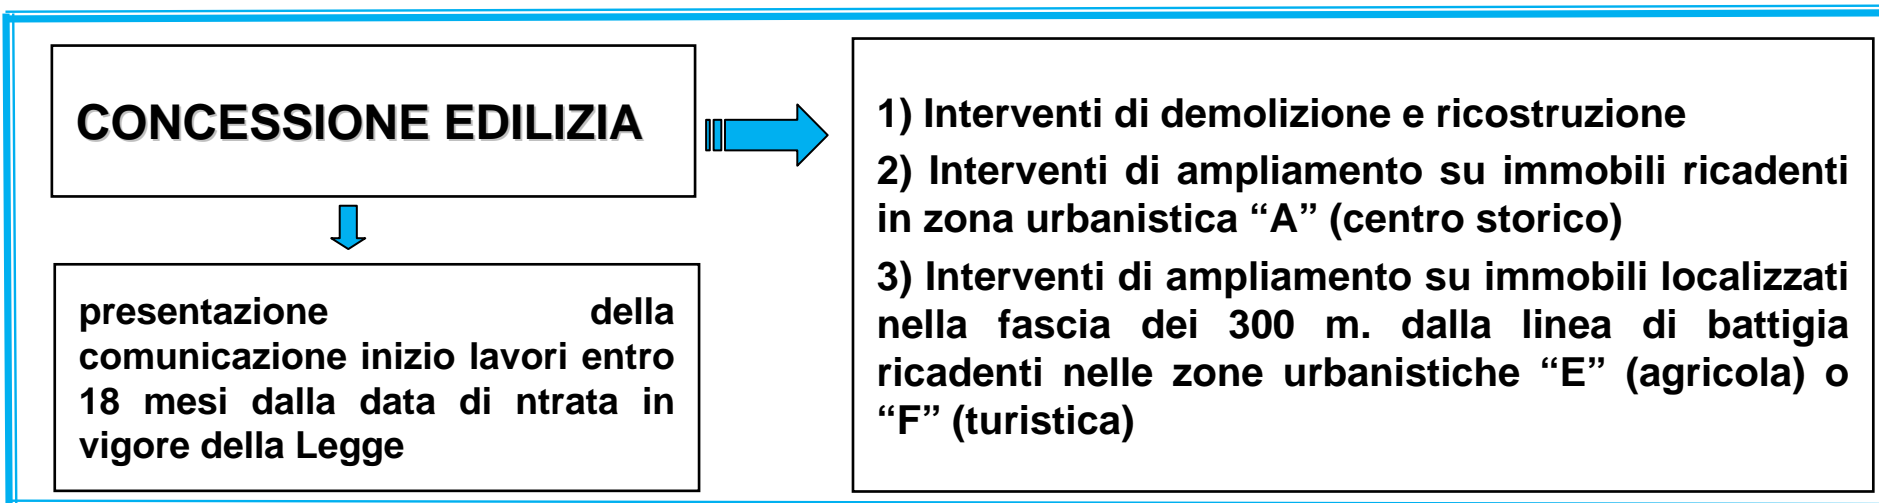 CONCESSIONE EDILIZIA
presentazione della
comunicazione inizio lavori entro
18 mesi dalla data di ntrata in
vigore della Legge
1) Interventi di demolizione e ricostruzione
2) Interventi di ampliamento su immobili ricadenti
in zona urbanistica “A” (centro storico)
3) Interventi di ampliamento su immobili localizzati
nella fascia dei 300 m. dalla linea di battigia
ricadenti nelle zone urbanistiche “E” (agricola) o
“F” (turistica)